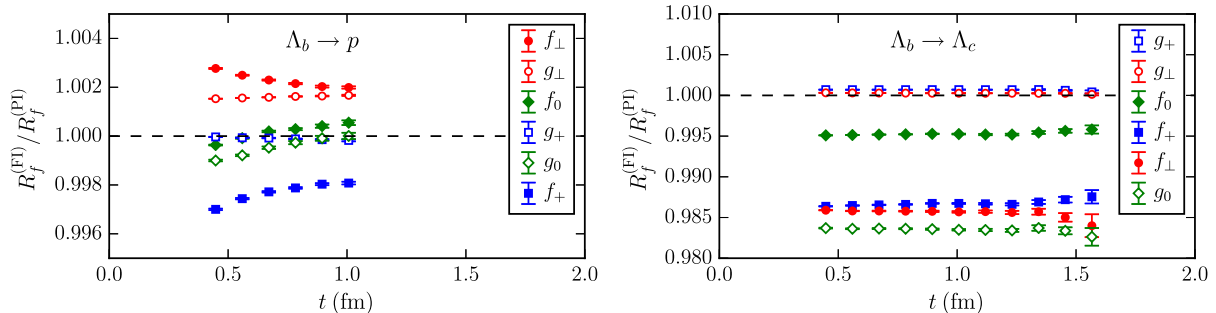 Λ_b → p
R_f^(FI)/R_f^(PI)
1.004
1.002
1.000
0.998
0.996
0.0
0.5
1.0
1.5
2.0
t (fm)
f_⊥
g_⊥
f_0
g_+
g_0
f_+
Λ_b → Λ_c
R_f^(FI)/R_f^(PI)
1.010
1.005
1.000
0.995
0.990
0.985
0.980
0.0
0.5
1.0
1.5
2.0
t (fm)
g_+
g_⊥
f_0
f_+
f_⊥
g_0